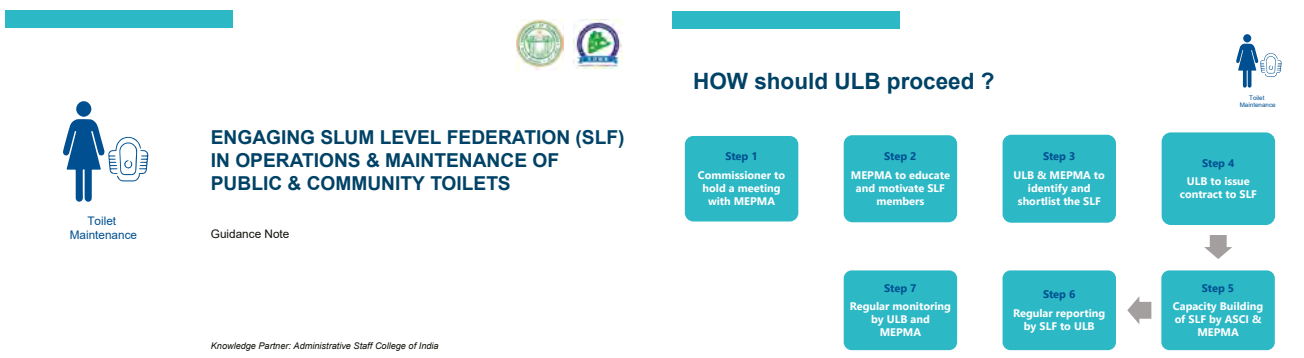 ENGAGING SLUM LEVEL FEDERATION (SLF)
IN OPERATIONS & MAINTENANCE OF
PUBLIC & COMMUNITY TOILETS
Toilet
Maintenance
Guidance Note
Knowledge Partner: Administrative Staff College of India
HOW should ULB proceed ?
Toilet
Maintenance
Step 1
Commissioner to
hold a meeting
with MEPMA
Step 2
MEPMA to educate
and motivate SLF
members
Step 3
ULB & MEPMA to
identify and
shortlist the SLF
Step 4
ULB to issue
contract to SLF
Step 5
Capacity Building
of SLF by ASCI &
MEPMA
Step 6
Regular reporting
by SLF to ULB
Step 7
Regular monitoring
by ULB and
MEPMA